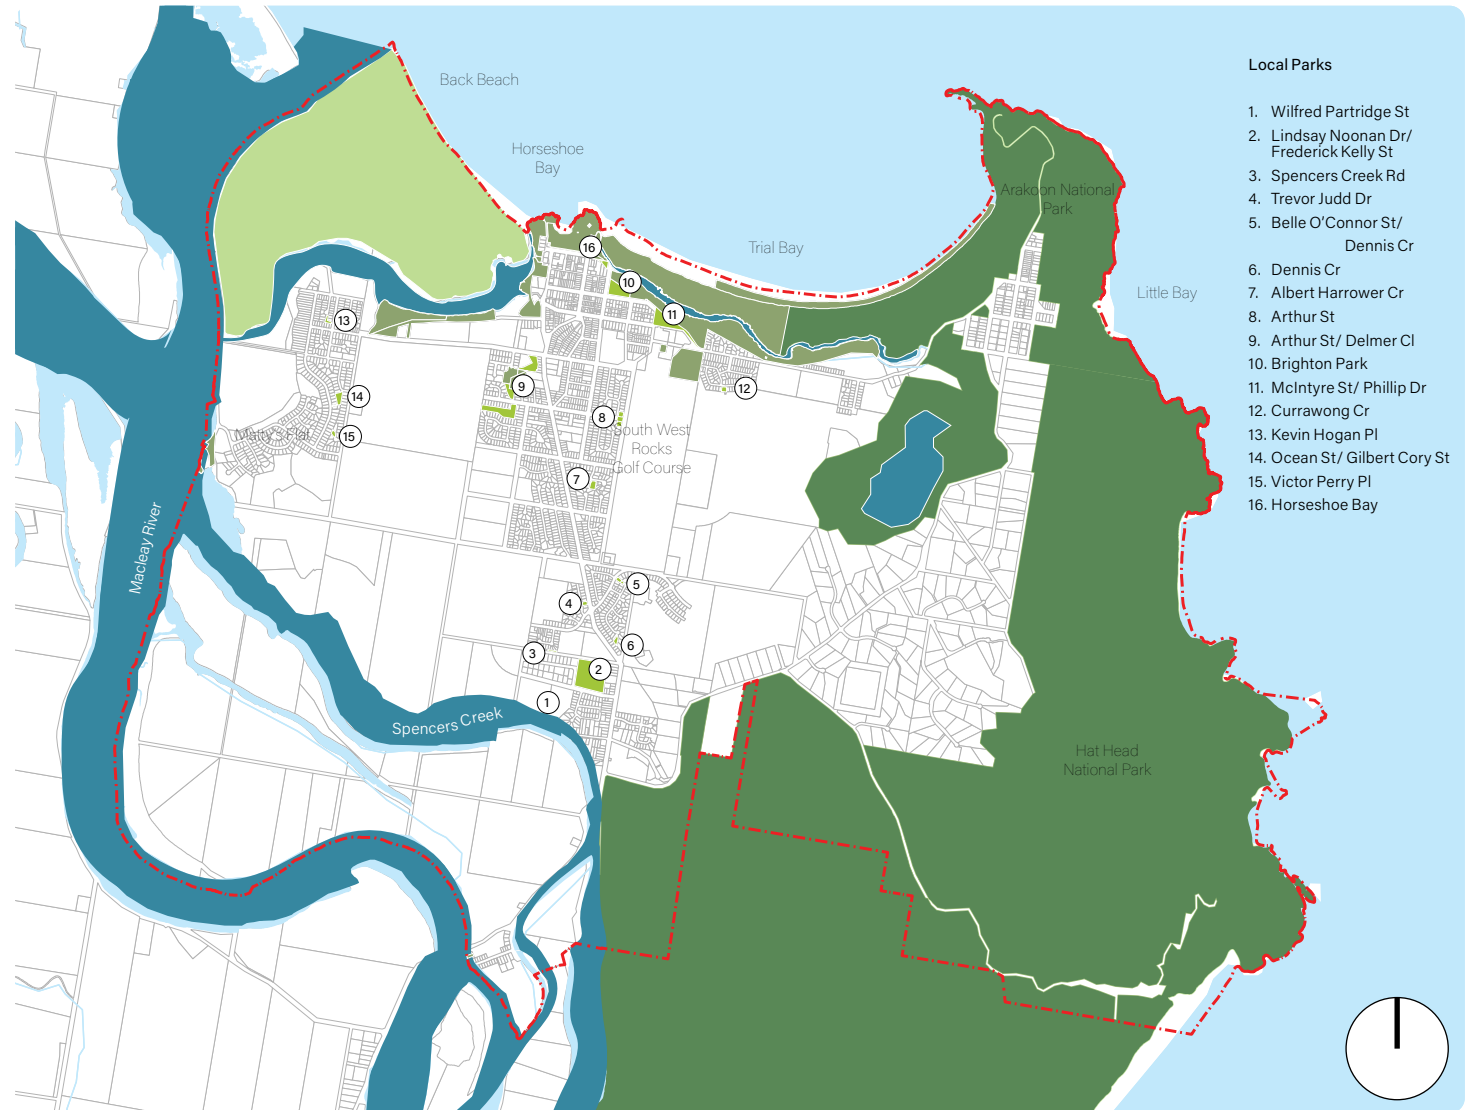 Back Beach
Horseshoe
Bay
Trial Bay
Arakoon National
Park
Little Bay
Matty's Flat
South West
Rocks
Golf Course
Macleay River
Spencers Creek
Hat Head
National Park
16
10
11
13
12
9
14
8
15
7
5
4
6
3
2
1
Local Parks
1. Wilfred Partridge St
2. Lindsay Noonan Dr/
Frederick Kelly St
3. Spencers Creek Rd
4. Trevor Judd Dr
5. Belle O’Connor St/
Dennis Cr
6. Dennis Cr
7. Albert Harrower Cr
8. Arthur St
9. Arthur St/ Delmer Cl
10. Brighton Park
11. McIntyre St/ Phillip Dr
12. Currawong Cr
13. Kevin Hogan Pl
14. Ocean St/ Gilbert Cory St
15. Victor Perry Pl
16. Horseshoe Bay